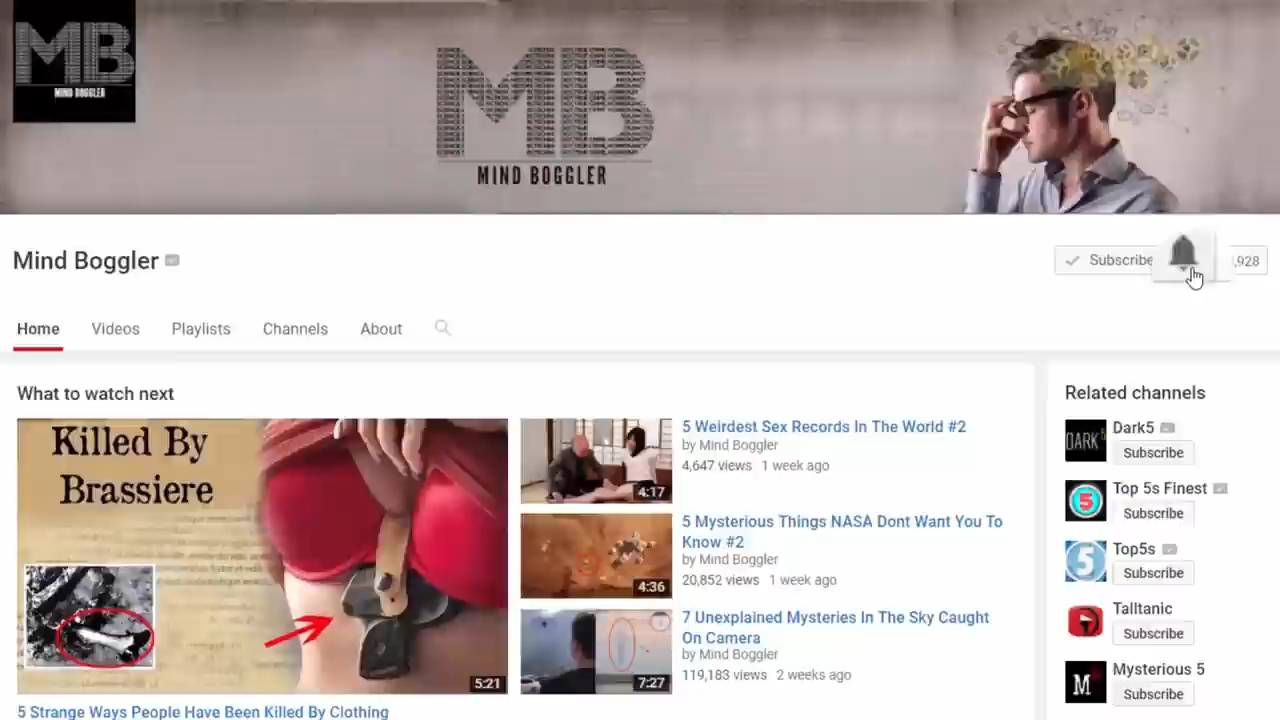 MB
MIND BOGGLER
MB
MIND BOGGLER
Mind Boggler
Subscribe
,928
Home Videos Playlists Channels About
What to watch next
Killed By
Brassiere
5:21
5 Strange Ways People Have Been Killed By Clothing
4:17
5 Weirdest Sex Records In The World #2
by Mind Boggler
4,647 views 1 week ago
4:36
5 Mysterious Things NASA Dont Want You To
Know #2
by Mind Boggler
20,852 views 1 week ago
7:27
7 Unexplained Mysteries In The Sky Caught
On Camera
by Mind Boggler
119,183 views 2 weeks ago
Related channels
DARK
Dark5
Subscribe
5
Top 5s Finest
Subscribe
5
Top5s
Subscribe
Talltanic
Subscribe
M
Mysterious 5
Subscribe